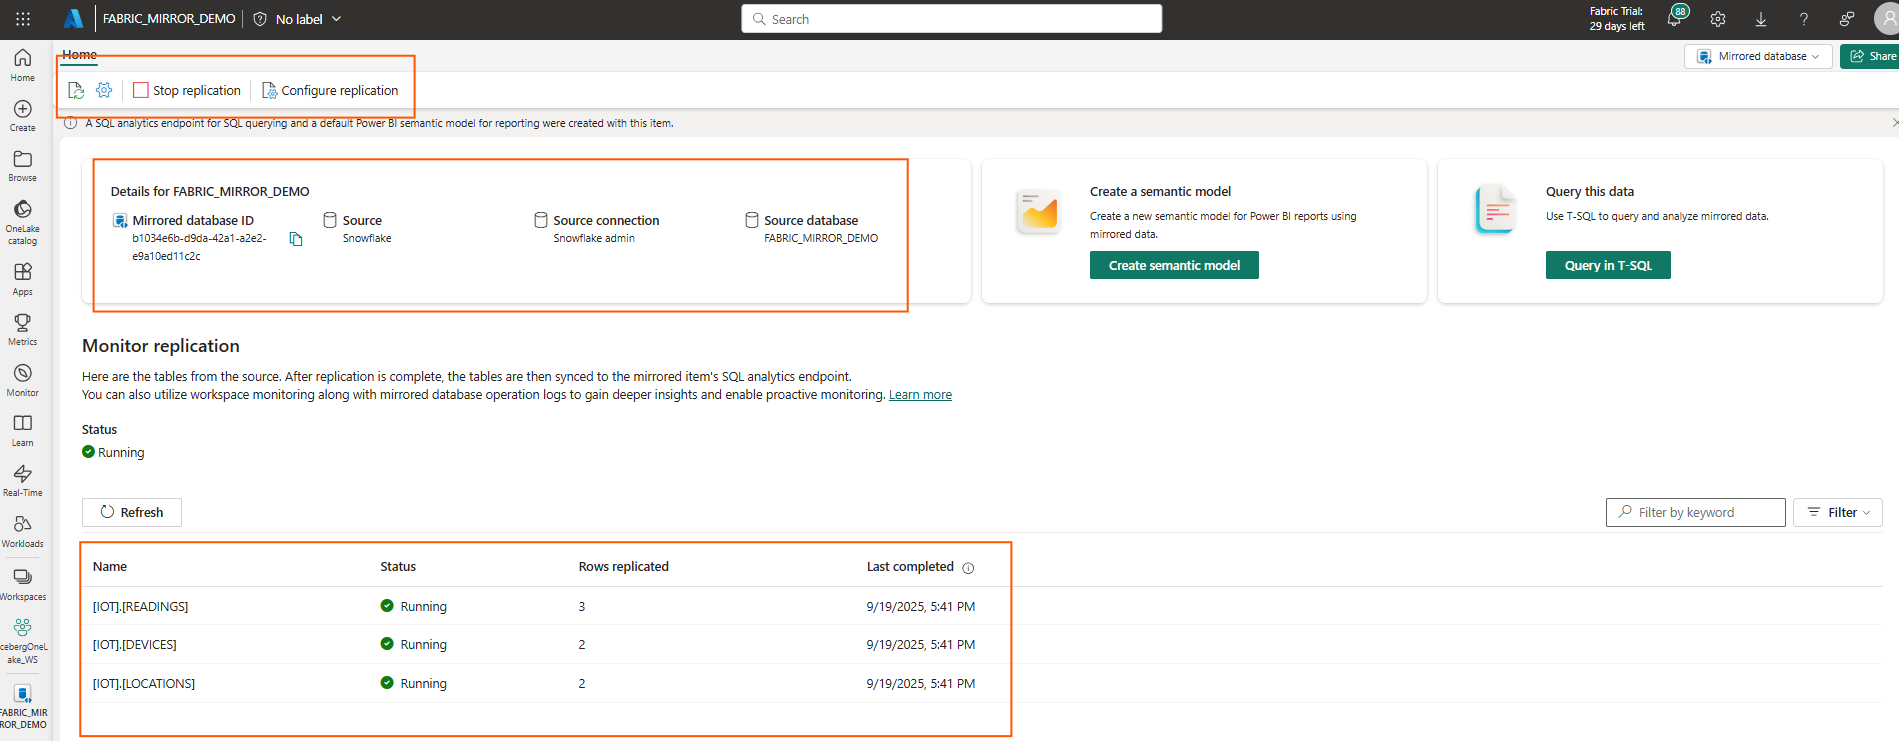 FABRIC_MIRROR_DEMO
No label
Search
Fabric Trial:
29 days left
88
Home
Create
Browse
OneLake
catalog
Apps
Metrics
Monitor
Learn
Real-Time
Workloads
Workspaces
cebergOneL
ake_WS
FABRIC_MIR
ROR_DEMO
Home
Mirrored database
Share
Stop replication
Configure replication
A SQL analytics endpoint for SQL querying and a default Power BI semantic model for reporting were created with this item.
Details for FABRIC_MIRROR_DEMO
Mirrored database ID
b1034e6b-d9da-42a1-a2e2-
e9a10ed11c2c
Source
Snowflake
Source connection
Snowflake admin
Source database
FABRIC_MIRROR_DEMO
Create a semantic model
Create a new semantic model for Power BI reports using
mirrored data.
Create semantic model
Query this data
Use T-SQL to query and analyze mirrored data.
Query in T-SQL
Monitor replication
Here are the tables from the source. After replication is complete, the tables are then synced to the mirrored item's SQL analytics endpoint.
You can also utilize workspace monitoring along with mirrored database operation logs to gain deeper insights and enable proactive monitoring. Learn more
Status
Running
Refresh
Filter by keyword
Filter
Name Status Rows replicated Last completed
[IOT].[READINGS] Running 3 9/19/2025, 5:41 PM
[IOT].[DEVICES] Running 2 9/19/2025, 5:41 PM
[IOT].[LOCATIONS] Running 2 9/19/2025, 5:41 PM